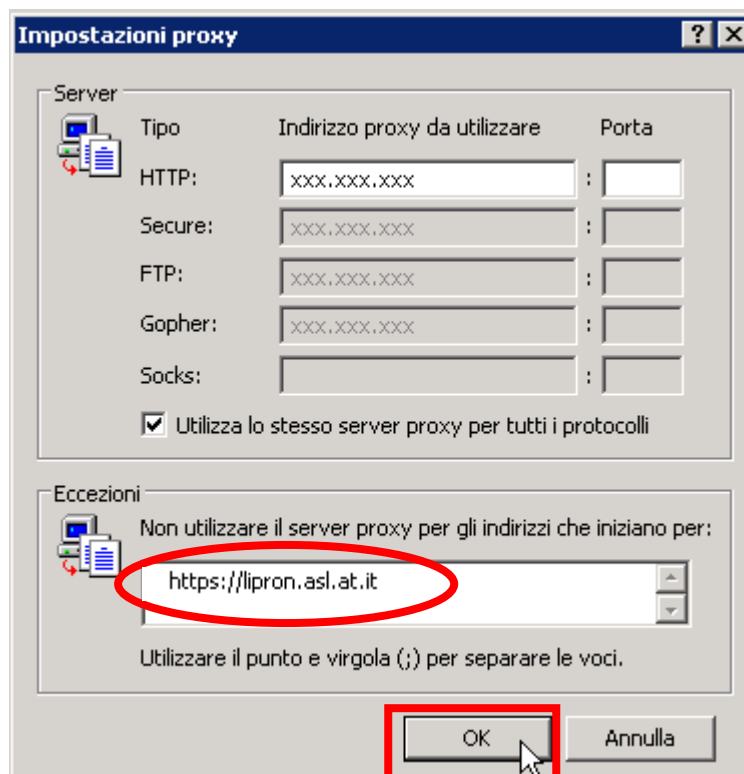 Impostazioni proxy
Server
Tipo Indirizzo proxy da utilizzare Porta
HTTP: xxx.xxx.xxx :
Secure: xxx.xxx.xxx :
FTP: xxx.xxx.xxx :
Gopher: xxx.xxx.xxx :
Socks: :
Utilizza lo stesso server proxy per tutti i protocolli
Eccezioni
Non utilizzare il server proxy per gli indirizzi che iniziano per:
https://lipron.asl.at.it
Utilizzare il punto e virgola (;) per separare le voci.
OK Annulla